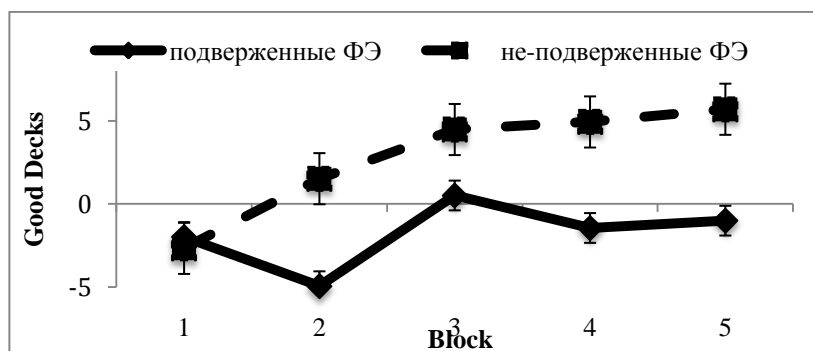 подверженные ФЭ не-подверженные ФЭ
Good Decks
5
0
-5
1 2 3 4 5
Block